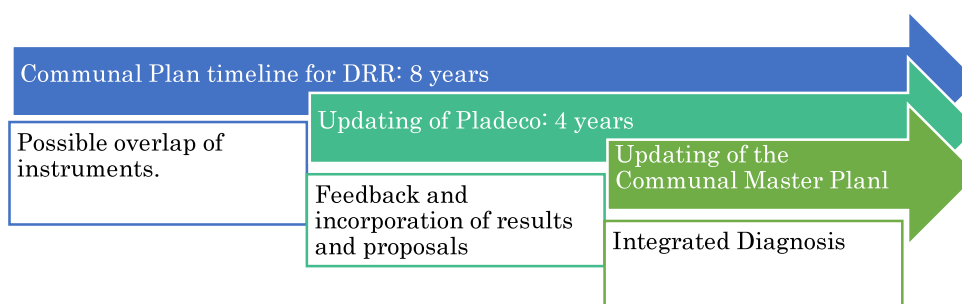 Communal Plan timeline for DRR: 8 years
Possible overlap of
instruments.
Updating of Pladeco: 4 years
Feedback and
incorporation of results
and proposals
Updating of the
Communal Master Planl
Integrated Diagnosis